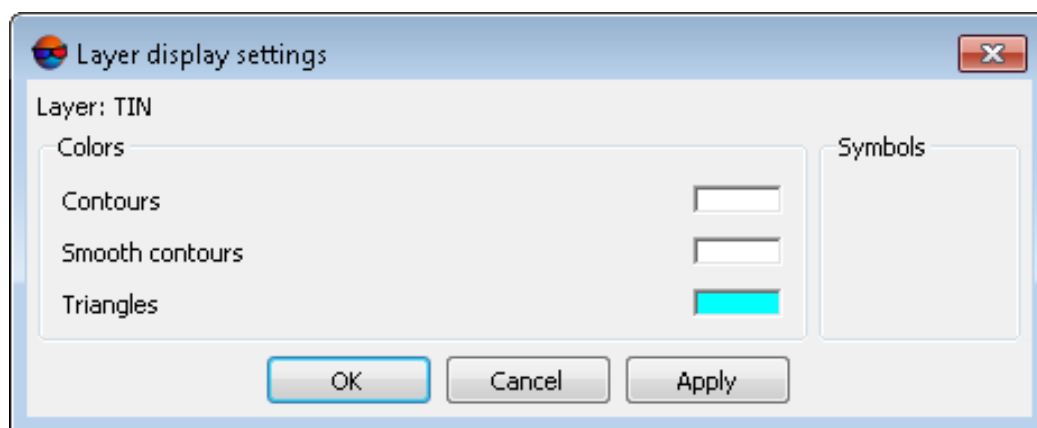 Layer display settings
Layer: TIN
Colors
Symbols
Contours
Smooth contours
Triangles
OK
Cancel
Apply